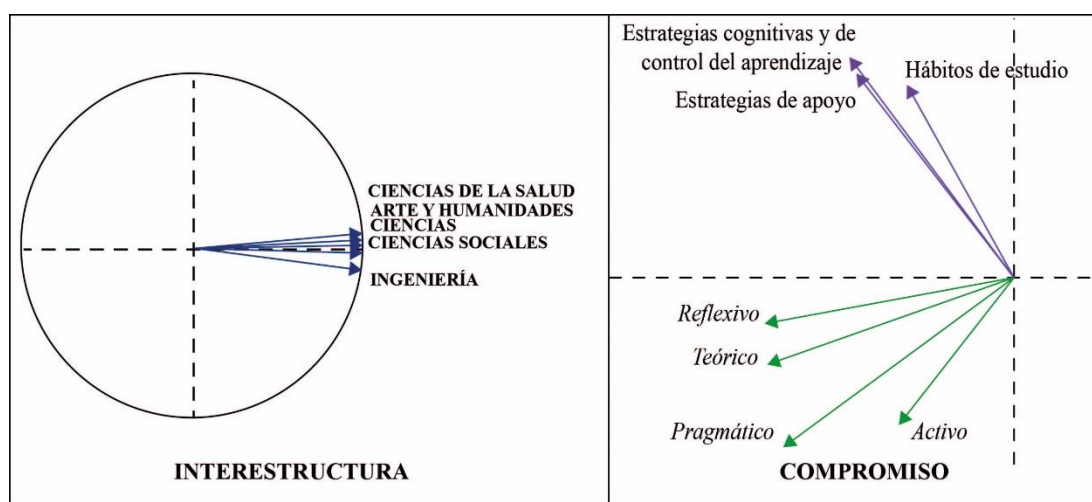 CIENCIAS DE LA SALUD
ARTE Y HUMANIDADES
CIENCIAS
CIENCIAS SOCIALES
INGENIERÍA
INTERESTRUCTURA
Estrategias cognitivas y de
control del aprendizaje
Estrategias de apoyo
Hábitos de estudio
Reflexivo
Teórico
Pragmático
Activo
COMPROMISO